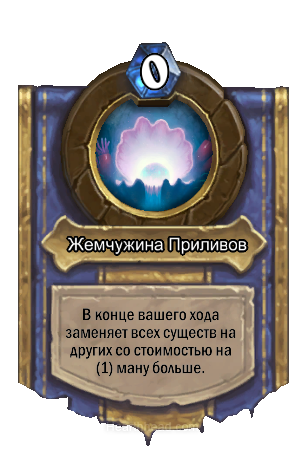 0
Жемчужина Приливов
В конце вашего хода
заменяет всех существ на
других со стоимостью на
(1) ману больше.